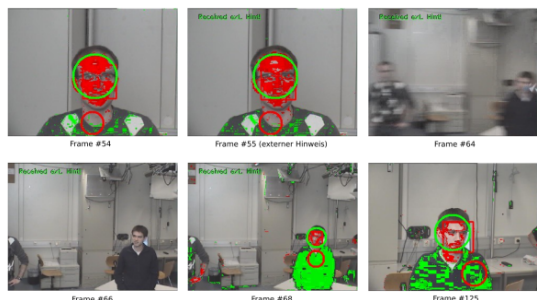 Received ext. Hint!
Received ext. Hint!
Frame #54
Frame #55 (externer Hinweis)
Frame #64
Received ext. Hint!
Received ext. Hint!
Frame #66
Frame #68
Frame #125